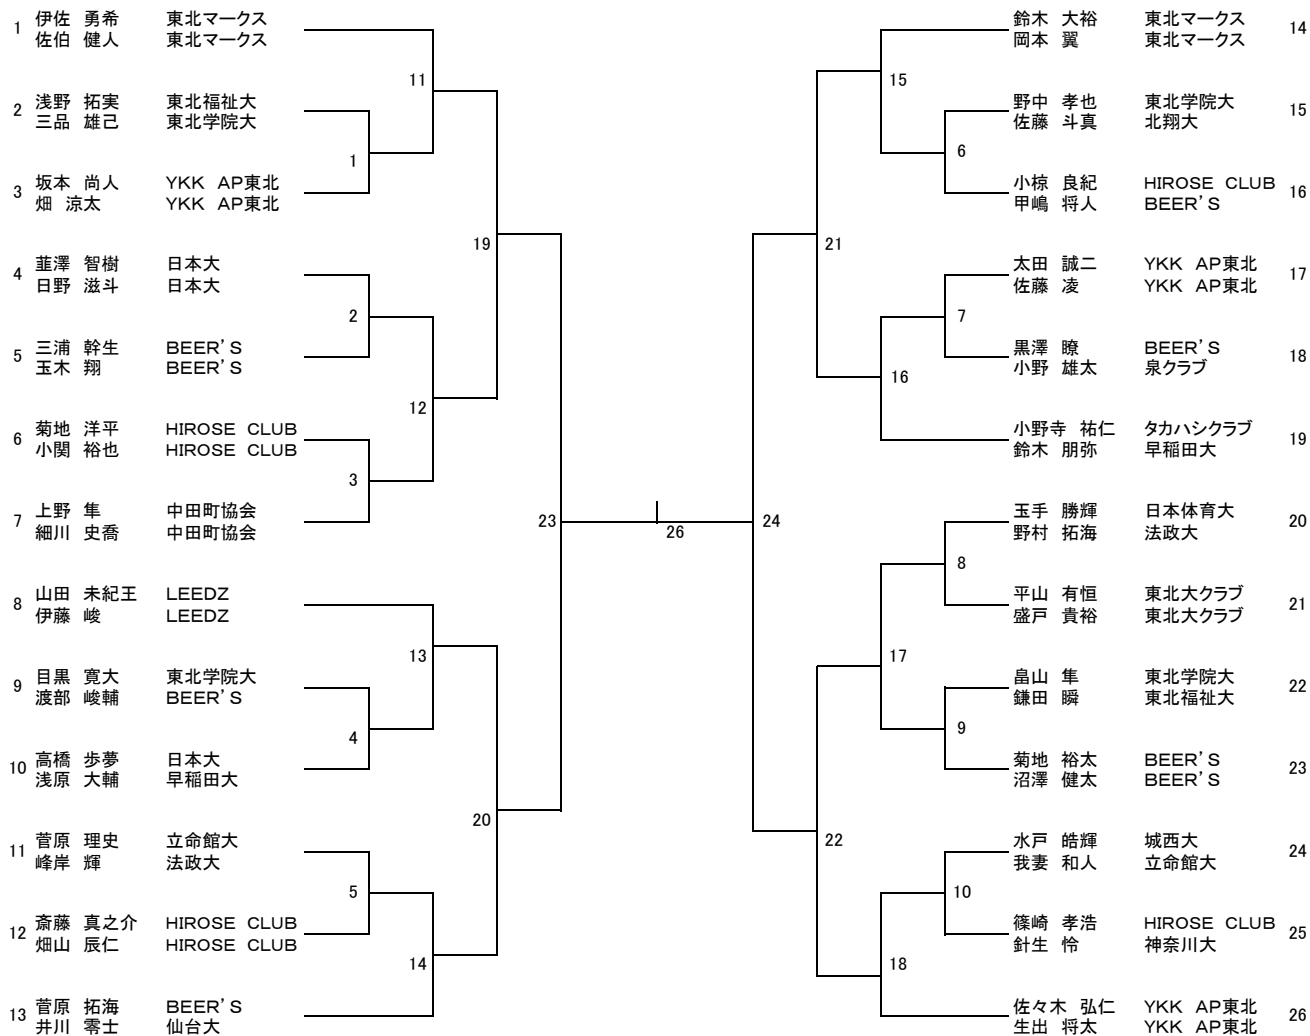 1 伊佐 勇希 東北マークス
佐伯 健人 東北マークス
2 浅野 拓実 東北福祉大
三品 雄己 東北学院大
3 坂本 尚人 YKK AP東北
畑 涼太 YKK AP東北
4 韮澤 智樹 日本大
日野 滋斗 日本大
5 三浦 幹生 BEER'S
玉木 翔 BEER'S
6 菊地 洋平 HIROSE CLUB
小関 裕也 HIROSE CLUB
7 上野 隼 中田町協会
細川 史喬 中田町協会
8 山田 未紀王 LEEDZ
伊藤 峻 LEEDZ
9 目黒 寛大 東北学院大
渡部 峻輔 BEER'S
10 高橋 歩夢 日本大
浅原 大輔 早稲田大
11 菅原 理史 立命館大
峰岸 輝 法政大
12 斎藤 真之介 HIROSE CLUB
畑山 辰仁 HIROSE CLUB
13 菅原 拓海 BEER'S
井川 零士 仙台大
11
1
19
2
12
3
23
13
4
20
5
14
26
15
6
21
7
16
24
8
17
9
22
10
18
鈴木 大裕 東北マークス 14
岡本 翼 東北マークス
野中 孝也 東北学院大 15
佐藤 斗真 北翔大
小椋 良紀 HIROSE CLUB 16
甲嶋 将人 BEER'S
太田 誠二 YKK AP東北 17
佐藤 凌 YKK AP東北
黒澤 瞭 BEER'S 18
小野 雄太 泉クラブ
小野寺 祐仁 タカハシクラブ 19
鈴木 朋弥 早稲田大
玉手 勝輝 日本体育大 20
野村 拓海 法政大
平山 有恒 東北大クラブ 21
盛戸 貴裕 東北大クラブ
畠山 隼 東北学院大 22
鎌田 瞬 東北福祉大
菊地 裕太 BEER'S 23
沼澤 健太 BEER'S
水戸 皓輝 城西大 24
我妻 和人 立命館大
篠崎 孝浩 HIROSE CLUB 25
針生 怜 神奈川大
佐々木 弘仁 YKK AP東北 26
生出 将太 YKK AP東北